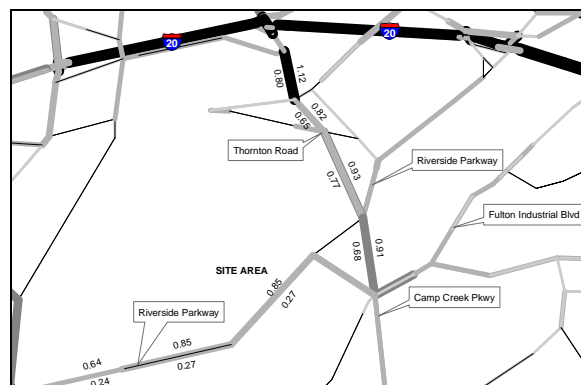 20
20
1.12
0.80
0.82
0.65
Thornton Road
0.93
0.77
Riverside Parkway
Fulton Industrial Blvd
0.91
0.68
SITE AREA
0.85
0.27
Camp Creek Pkwy
Riverside Parkway
0.85
0.27
0.64
0.24